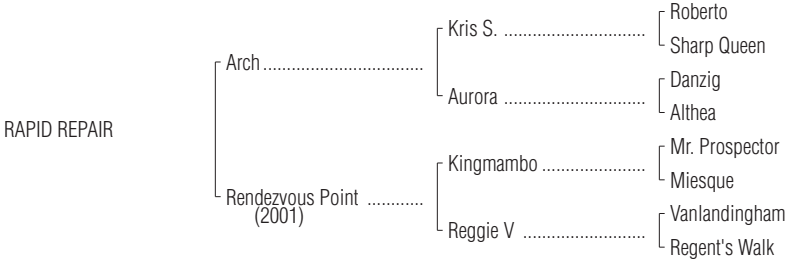 Roberto
Kris S. ..............................
Sharp Queen
Arch..................................
Danzig
Aurora ..............................
Althea
RAPID REPAIR
Mr. Prospector
Kingmambo ......................
Miesque
Rendezvous Point ............
(2001)
Vanlandingham
Reggie V ..........................
Regent's Walk